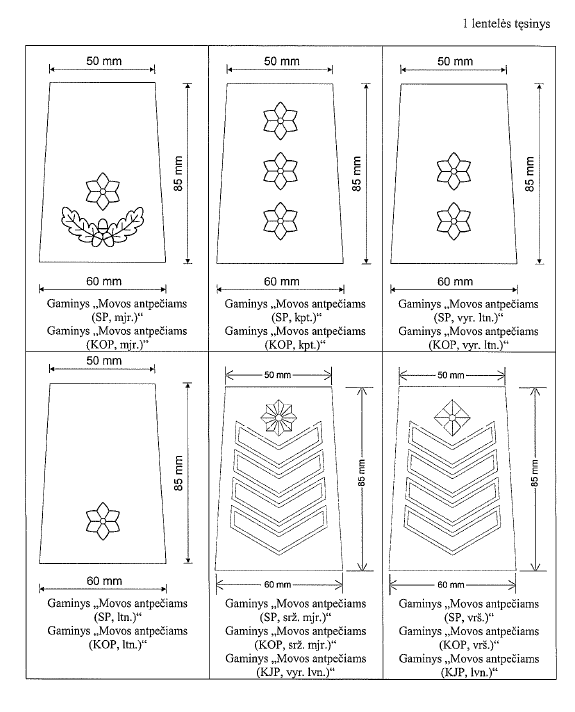 1 lentelės tęsinys
50 mm
85 mm
60 mm
Gaminys „Movos antpečiams
(SP, mjr.)“
Gaminys „Movos antpečiams
(KOP, mjr.)“
50 mm
85 mm
60 mm
Gaminys „Movos antpečiams
(SP, kpt.)“
Gaminys „Movos antpečiams
(KOP, kpt.)“
50 mm
85 mm
60 mm
Gaminys „Movos antpečiams
(SP, vyr. ltn.)“
Gaminys „Movos antpečiams
(KOP, vyr. ltn.)“
50 mm
85 mm
60 mm
Gaminys „Movos antpečiams
(SP, ltn.)“
Gaminys „Movos antpečiams
(KOP, ltn.)“
50 mm
85 mm
60 mm
Gaminys „Movos antpečiams
(SP, srž. mjr.)“
Gaminys „Movos antpečiams
(KOP, srž. mjr.)“
Gaminys „Movos antpečiams
(KJP, vyr. lvn.)“
50 mm
85 mm
60 mm
Gaminys „Movos antpečiams
(SP, vrš.)“
Gaminys „Movos antpečiams
(KOP, vrš.)“
Gaminys „Movos antpečiams
(KJP, lvn.)“